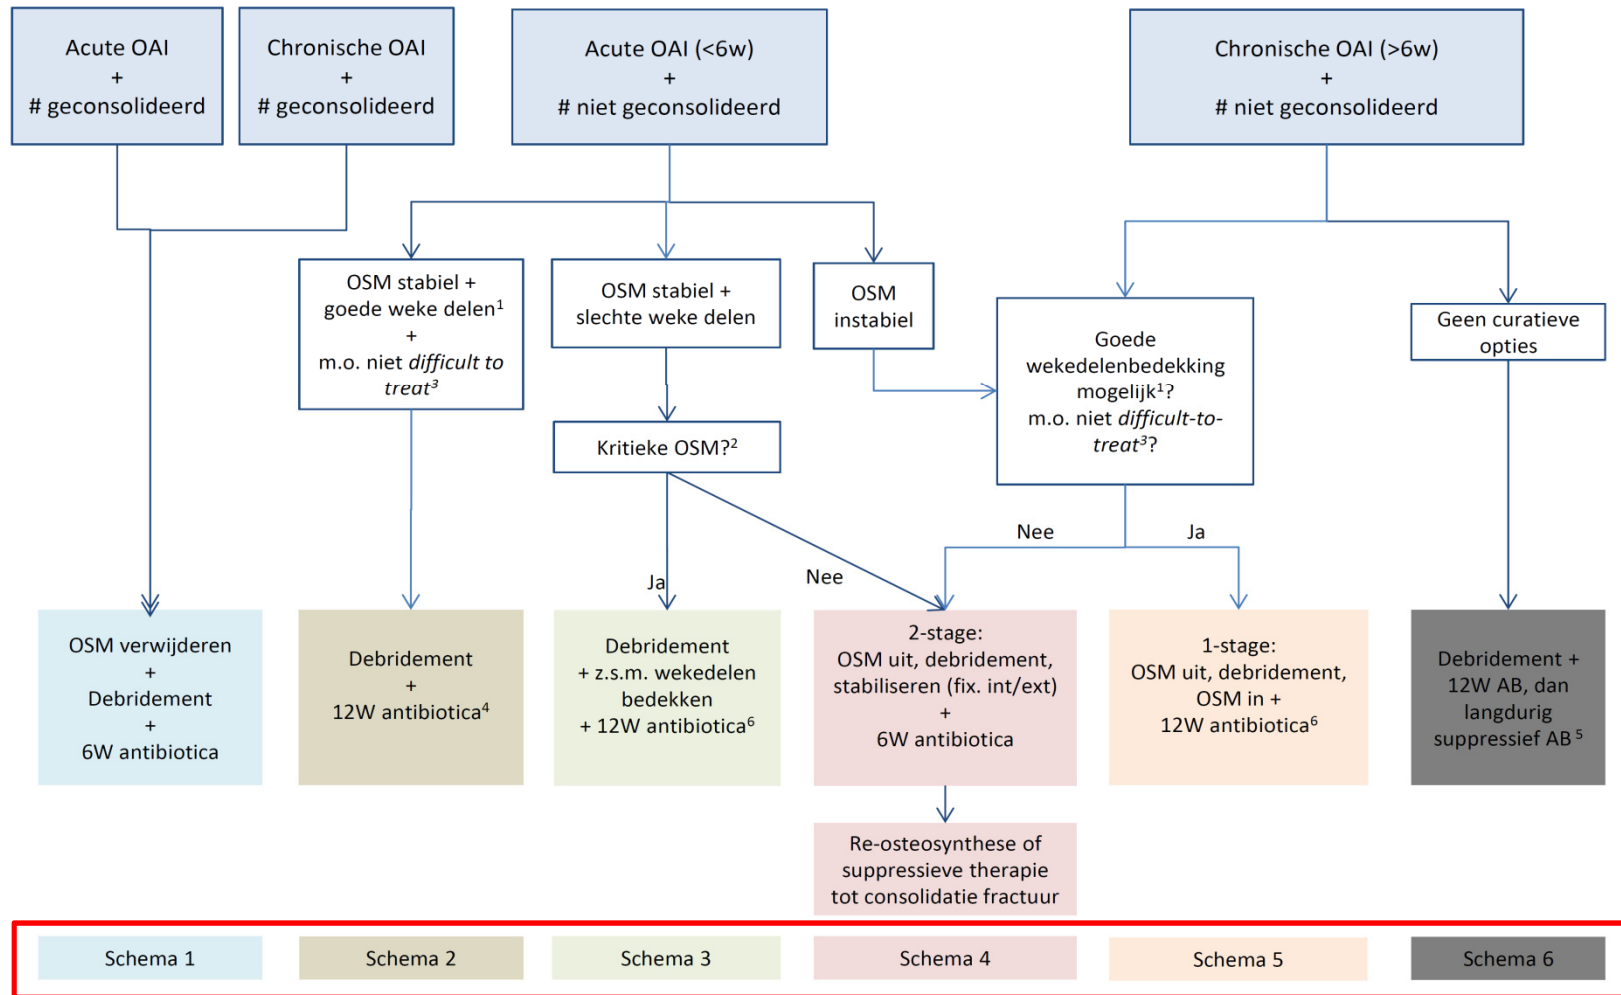 Acute OAI
+
# geconsolideerd
Chronische OAI
+
# geconsolideerd
Acute OAI (<6w)
+
# niet geconsolideerd
Chronische OAI (>6w)
+
# niet geconsolideerd
OSM stabiel +
goede weke delen¹
+
m.o. niet difficult to
treat³
OSM stabiel +
slechte weke delen
OSM
instabiel
Goede
wekedelenbedekking
mogelijk¹?
m.o. niet difficult-to-
treat³?
Geen curatieve
opties
Kritieke OSM?²
Nee
Ja
Ja
Nee
OSM verwijderen
+
Debridement
+
6W antibiotica
Debridement
+
12W antibiotica⁴
Debridement
+ z.s.m. wekedelen
bedekken
+ 12W antibiotica⁶
2-stage:
OSM uit, debridement,
stabiliseren (fix. int/ext)
+
6W antibiotica
1-stage:
OSM uit, debridement,
OSM in +
12W antibiotica⁶
Debridement +
12W AB, dan
langdurig
suppressief AB ⁵
Re-osteosynthese of
suppressieve therapie
tot consolidatie fractuur
Schema 1
Schema 2
Schema 3
Schema 4
Schema 5
Schema 6